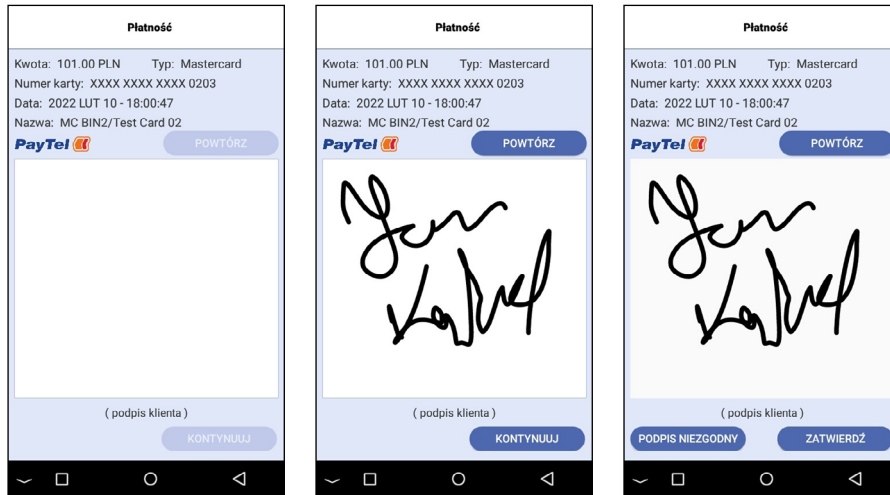 Płatność
Kwota: 101.00 PLN Typ: Mastercard
Numer karty: XXXX XXXX XXXX 0203
Data: 2022 LUT 10 - 18:00:47
Nazwa: MC BIN2/Test Card 02
PayTel POWTÓRZ
( podpis klienta )
KONTYNUUJ
Płatność
Kwota: 101.00 PLN Typ: Mastercard
Numer karty: XXXX XXXX XXXX 0203
Data: 2022 LUT 10 - 18:00:47
Nazwa: MC BIN2/Test Card 02
PayTel POWTÓRZ
( podpis klienta )
KONTYNUUJ
Płatność
Kwota: 101.00 PLN Typ: Mastercard
Numer karty: XXXX XXXX XXXX 0203
Data: 2022 LUT 10 - 18:00:47
Nazwa: MC BIN2/Test Card 02
PayTel POWTÓRZ
( podpis klienta )
PODPIS NIEZGODNY ZATWIERDŹ